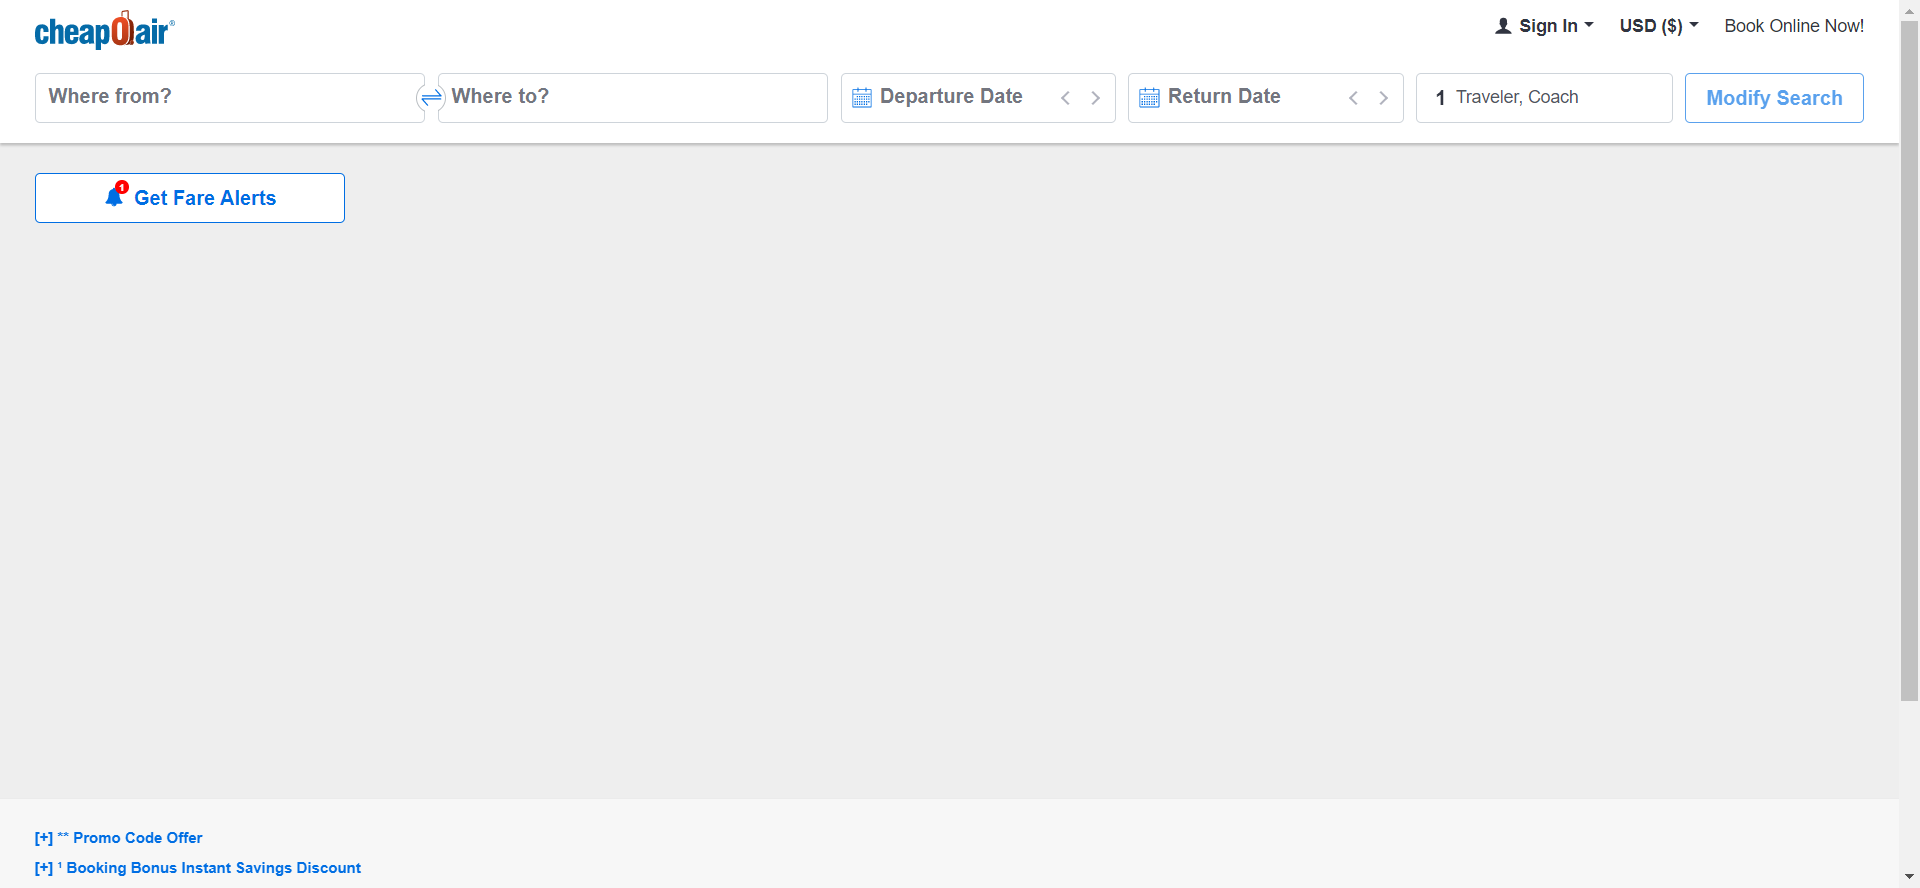 cheapOair®
Sign In
USD ($)
Book Online Now!
Where from?
Where to?
Departure Date
Return Date
1 Traveler, Coach
Modify Search
1
Get Fare Alerts
[+] ** Promo Code Offer
[+] ¹ Booking Bonus Instant Savings Discount